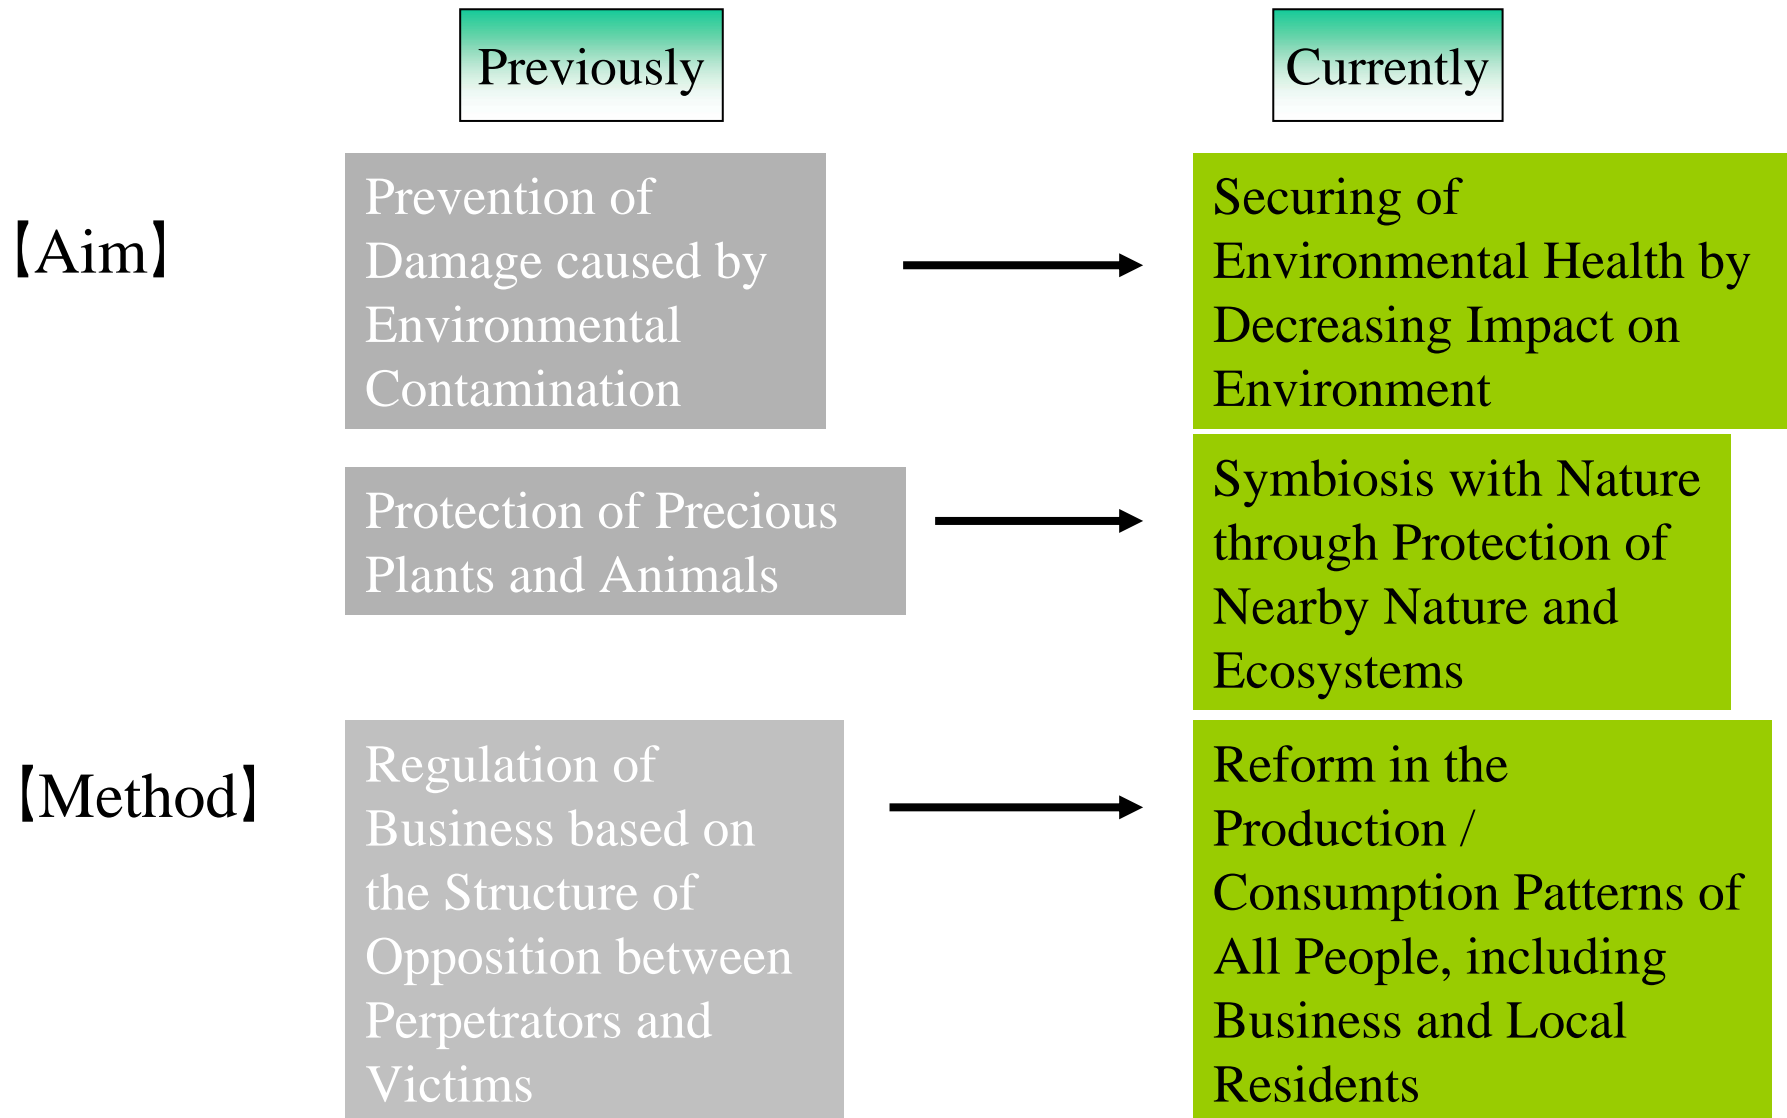 Previously
Currently
【Aim】
Prevention of
Damage caused by
Environmental
Contamination
Securing of
Environmental Health by
Decreasing Impact on
Environment
Protection of Precious
Plants and Animals
Symbiosis with Nature
through Protection of
Nearby Nature and
Ecosystems
【Method】
Regulation of
Business based on
the Structure of
Opposition between
Perpetrators and
Victims
Reform in the
Production /
Consumption Patterns of
All People, including
Business and Local
Residents